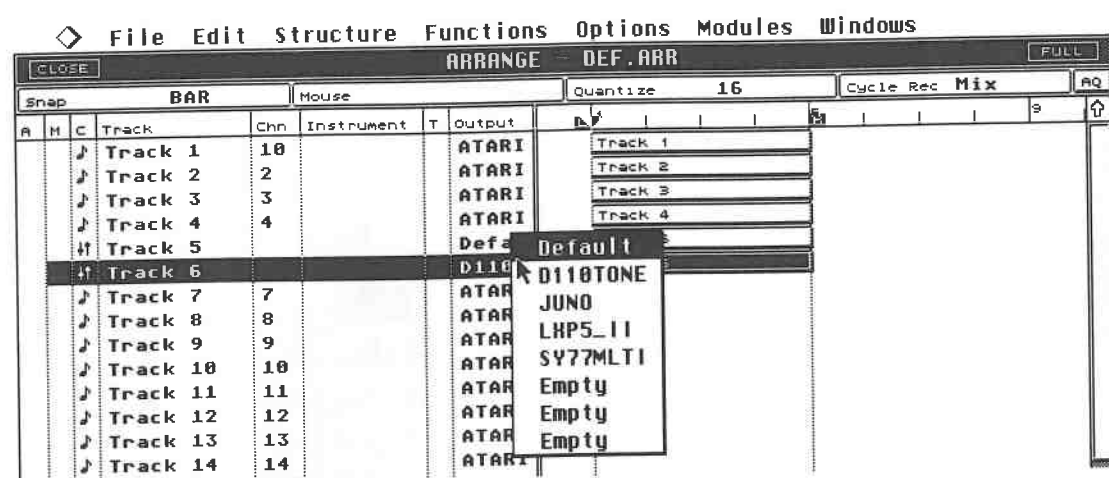 File Edit Structure Functions Options Modules Windows
CLOSE ARRANGE - DEF.ARR FULL
Snap BAR Mouse Quantize 16 Cycle Rec Mix AQ
A M C Track Chn Instrument T Output 5 9
Track 1 10 ATARI Track 1
Track 2 2 ATARI Track 2
Track 3 3 ATARI Track 3
Track 4 4 ATARI Track 4
Track 5 Defa Default
Track 6 D110 D110TONE
Track 7 7 ATAR JUNO
Track 8 8 ATAR LXP5_II
Track 9 9 ATAR SY77MLTI
Track 10 10 ATAR Empty
Track 11 11 ATAR Empty
Track 12 12 ATAR Empty
Track 13 13 ATAR
Track 14 14 ATARI